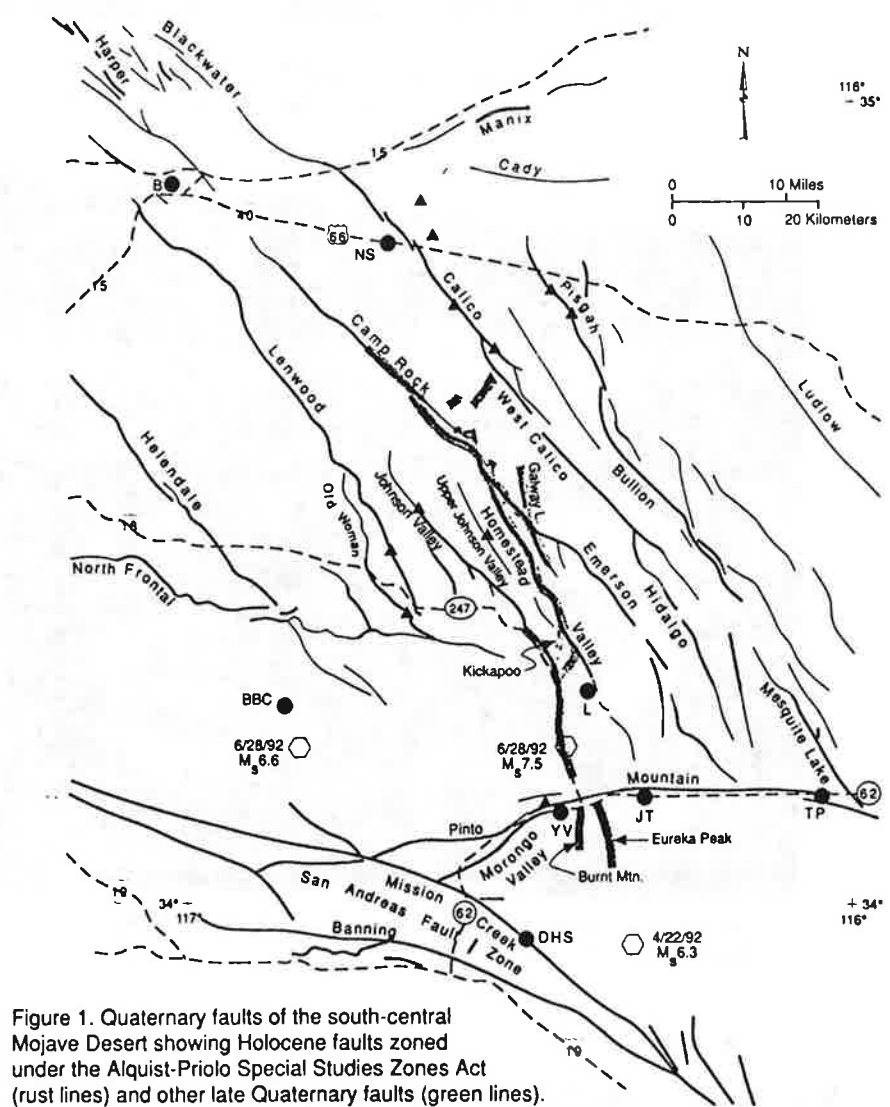 Blackwater
Harper
N
116°
35°
Manix
15
Cady
B
0 10 Miles
0 10 20 Kilometers
40
66
NS
15
Calico
Pisgah
Camp Rock
Lenwood
Ludlow
West Calico
Helendale
Bullion
Galway L.
Johnson Valley
Upper Johnson Valley
Homestead
Valley
Old Woman
Emerson
18
North Frontal
Hidalgo
247
Kickapoo
L
BBC
Mesquite Lake
6/28/92
Ms6.6
6/28/92
Ms7.5
Mountain
62
Pinto
YV
JT
TP
Eureka Peak
Morongo
Valley
Burnt Mtn.
Mission Creek
34°
117°
San Andreas Fault Zone
62
34°
116°
Banning
DHS
4/22/92
Ms6.3
Figure 1. Quaternary faults of the south-central
Mojave Desert showing Holocene faults zoned
under the Alquist-Priolo Special Studies Zones Act
(rust lines) and other late Quaternary faults (green lines).